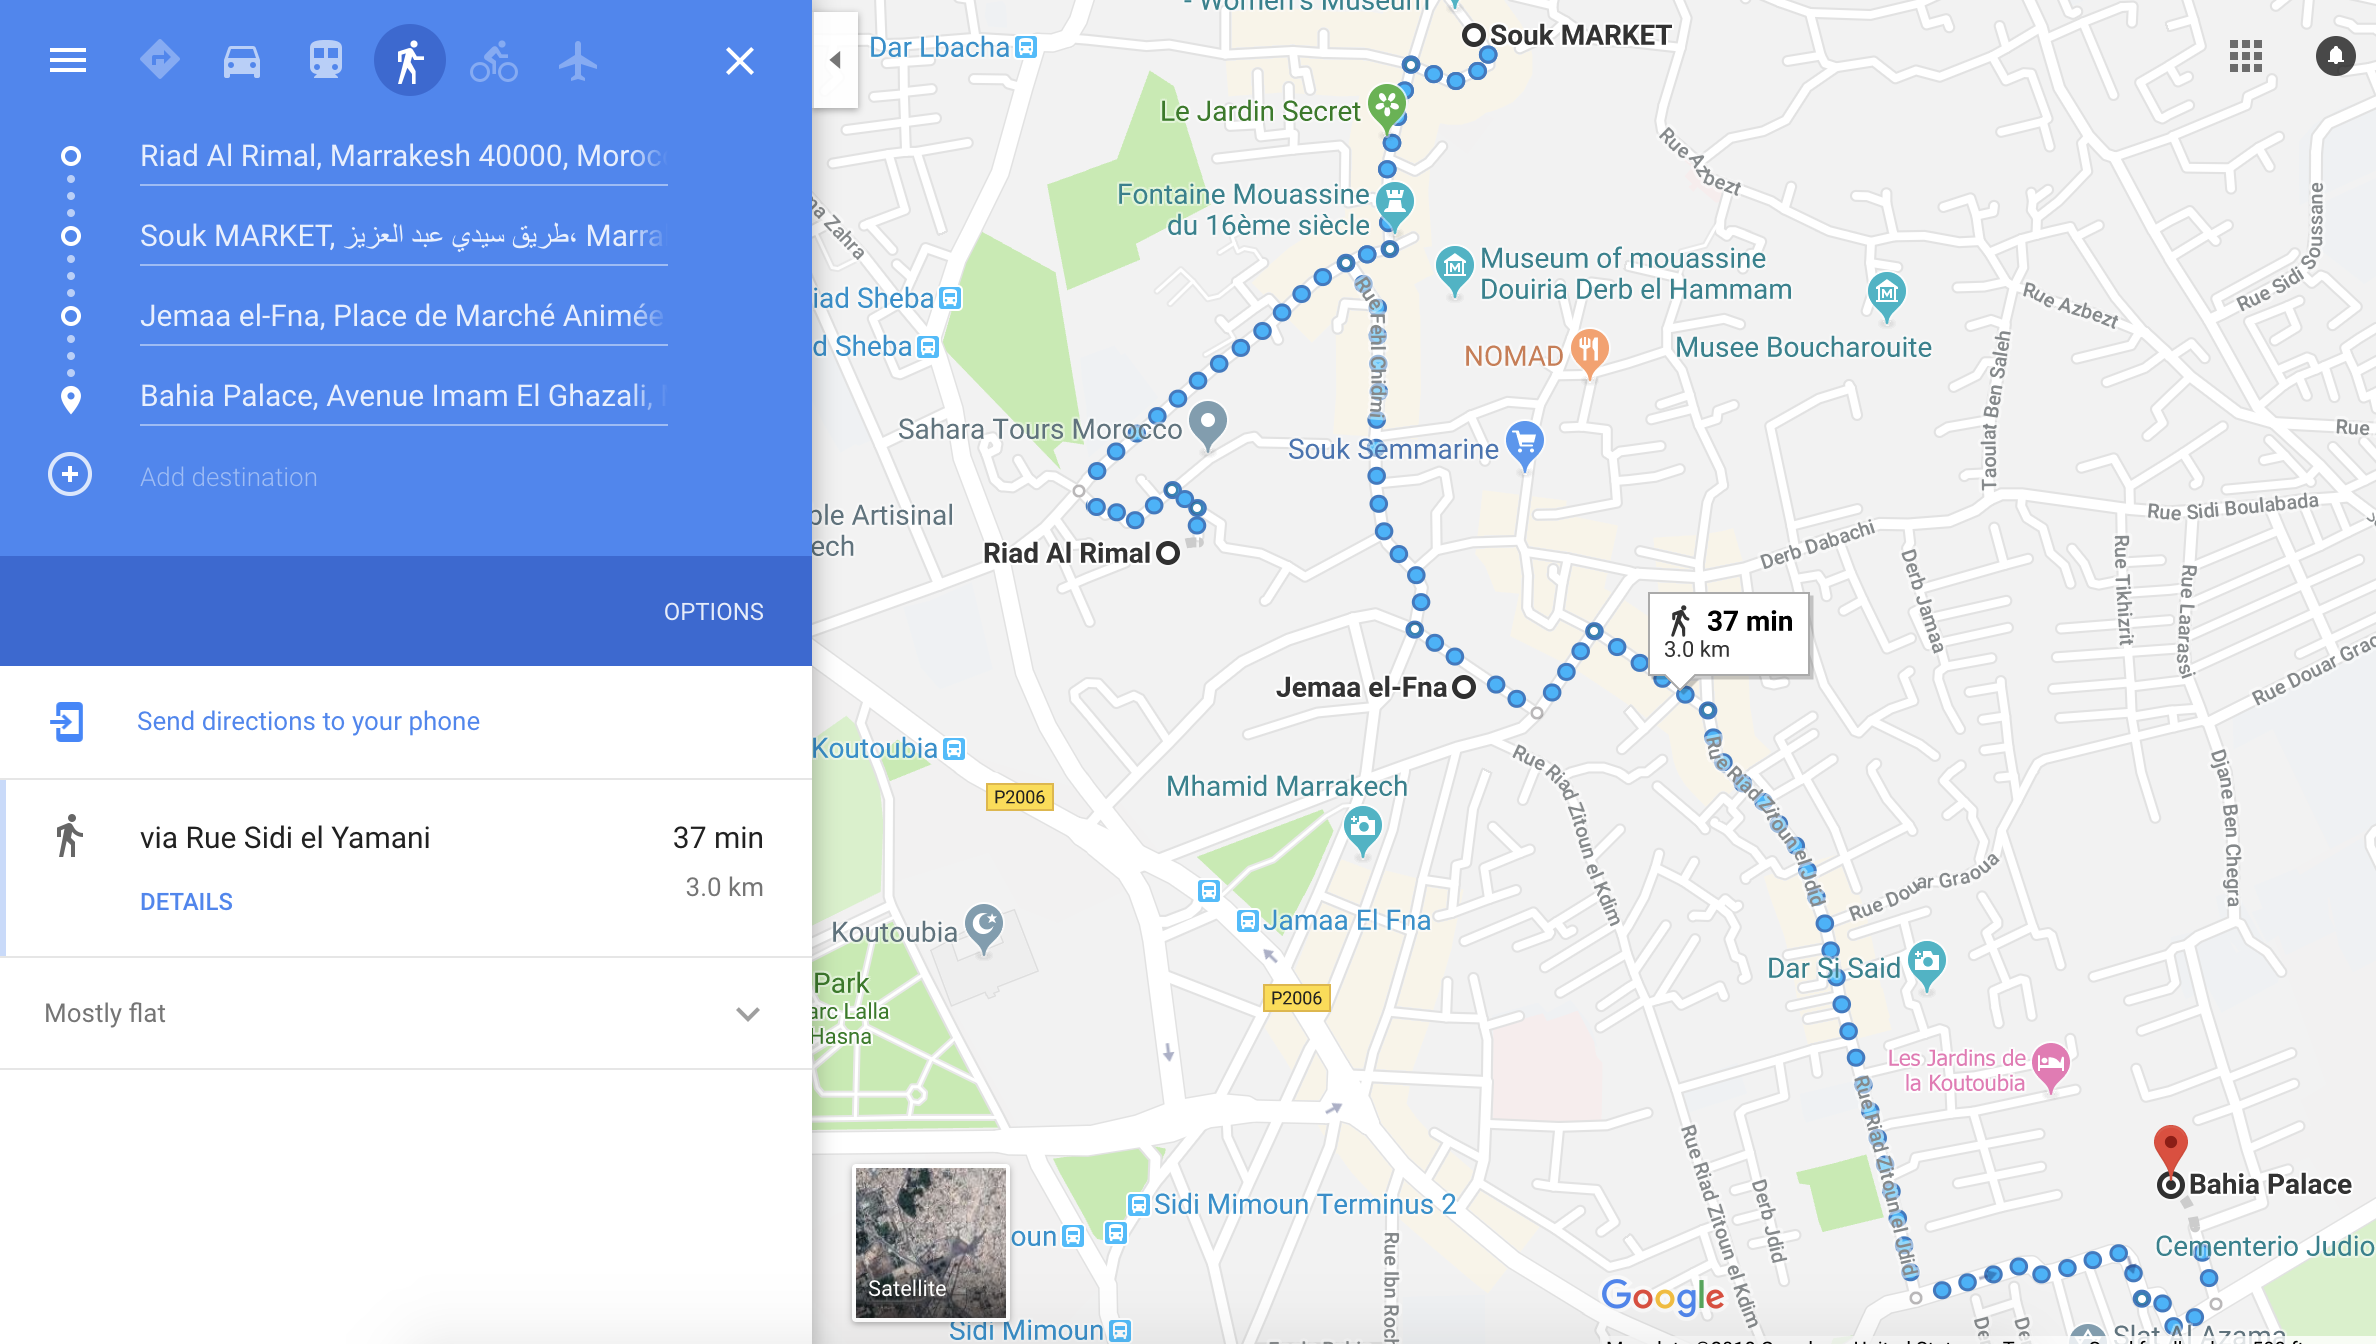 Riad Al Rimal, Marrakesh 40000, Moroc
Souk MARKET, طريق سيدي عبد العزيز، Marra
Jemaa el-Fna, Place de Marché Animée
Bahia Palace, Avenue Imam El Ghazali,
Add destination
OPTIONS
Send directions to your phone
via Rue Sidi el Yamani
37 min
3.0 km
DETAILS
Mostly flat
- Women's Museum
Souk MARKET
Dar Lbacha
Le Jardin Secret
Rue Azbezt
Fontaine Mouassine
du 16ème siècle
Rue Sidi Soussane
Museum of mouassine
Douiria Derb el Hammam
Zahra
iad Sheba
d Sheba
Rue Azbezt
Rue Fehl Chidmi
NOMAD
Musee Boucharouite
Taoulat Ben Saleh
Rue
Sahara Tours Morocco
Souk Semmarine
ble Artisinal
ech
Rue Sidi Boulabada
Derb Dabachi
Riad Al Rimal
Derb Jamaa
Rue Tikhizrit
Rue Laarassi
37 min
3.0 km
Rue Douar Grao
Jemaa el-Fna
Koutoubia
P2006
Mhamid Marrakech
Rue Riad Zitoun el Kdim
Rue Riad Zitoun el Jdid
Djane Ben Chegra
Rue Douar Graoua
Koutoubia
Jamaa El Fna
Dar Si Said
Park
arc Lalla
Hasna
P2006
Les Jardins de
la Koutoubia
Rue Riad Zitoun el Jdid
Rue Riad Zitoun el Kdim
Derb Jdid
Bahia Palace
Sidi Mimoun Terminus 2
oun
Rue Ibn Roch
Cementerio Judio
Satellite
Google
Sidi Mimoun
Slat Al Azama